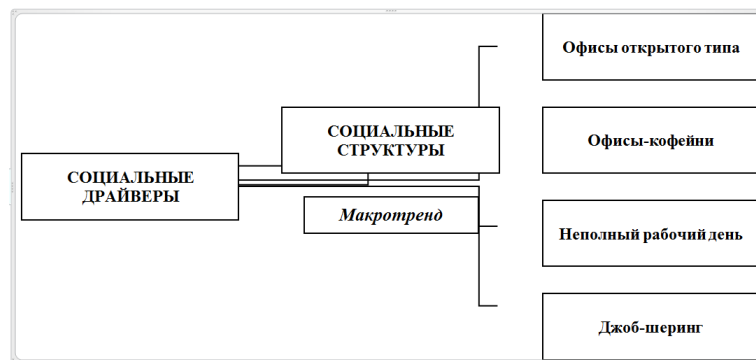 СОЦИАЛЬНЫЕ
ДРАЙВЕРЫ
СОЦИАЛЬНЫЕ
СТРУКТУРЫ
Макротренд
Офисы открытого типа
Офисы-кофейни
Неполный рабочий день
Джоб-шеринг